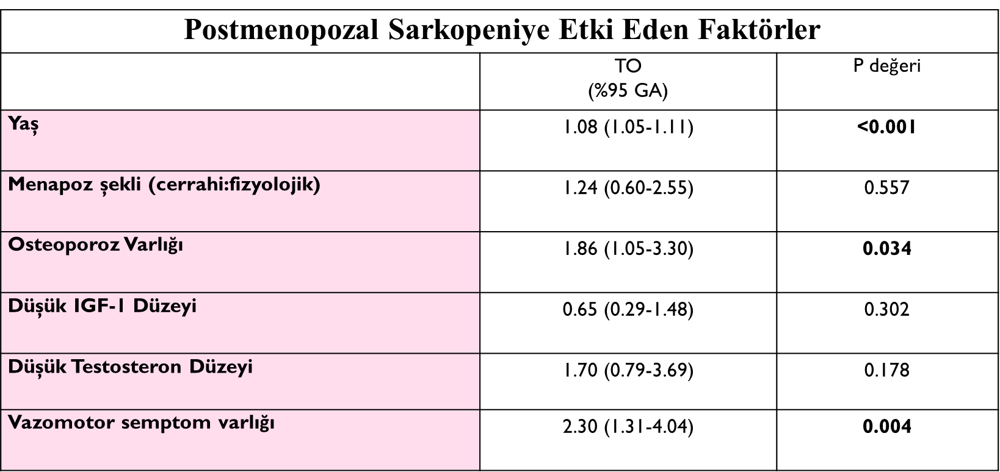 Postmenopozal Sarkopeniye Etki Eden Faktörler
TO
(%95 GA)
P değeri
Yaş
1.08 (1.05-1.11)
<0.001
Menapoz şekli (cerrahi:fizyolojik)
1.24 (0.60-2.55)
0.557
Osteoporoz Varlığı
1.86 (1.05-3.30)
0.034
Düşük IGF-1 Düzeyi
0.65 (0.29-1.48)
0.302
Düşük Testosteron Düzeyi
1.70 (0.79-3.69)
0.178
Vazomotor semptom varlığı
2.30 (1.31-4.04)
0.004